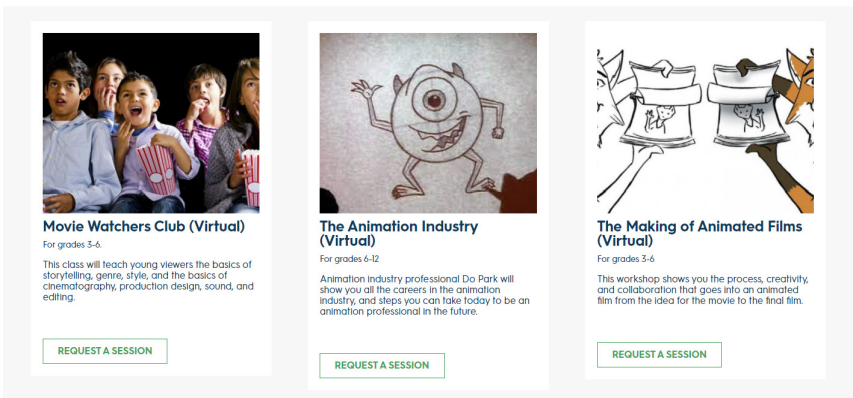 Movie Watchers Club (Virtual)
For grades 3-6.
This class will teach young viewers the basics of
storytelling, genre, style, and the basics of
cinematography, production design, sound, and
editing.
REQUEST A SESSION
The Animation Industry
(Virtual)
For grades 6-12
Animation industry professional Do Park will
show you all the careers in the animation
industry, and steps you can take today to be an
animation professional in the future.
REQUEST A SESSION
The Making of Animated Films
(Virtual)
For grades 3-6
This workshop shows you the process, creativity,
and collaboration that goes into an animated
film from the idea for the movie to the final film.
REQUEST A SESSION